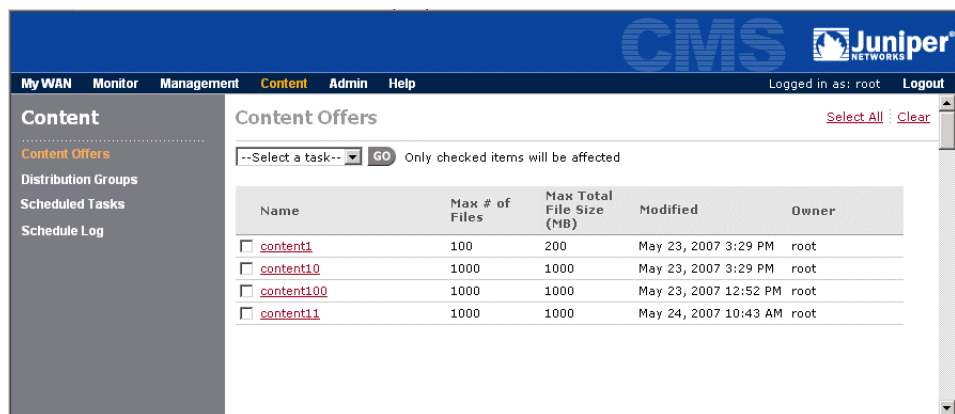 CMS
Juniper®
NETWORKS
My WAN Monitor Management Content Admin Help Logged in as: root Logout
Content
Content Offers
Distribution Groups
Scheduled Tasks
Schedule Log
Content Offers Select All Clear
--Select a task-- GO Only checked items will be affected
Name Max # of Files Max Total File Size (MB) Modified Owner
content1 100 200 May 23, 2007 3:29 PM root
content10 1000 1000 May 23, 2007 3:29 PM root
content100 1000 1000 May 23, 2007 12:52 PM root
content11 1000 1000 May 24, 2007 10:43 AM root